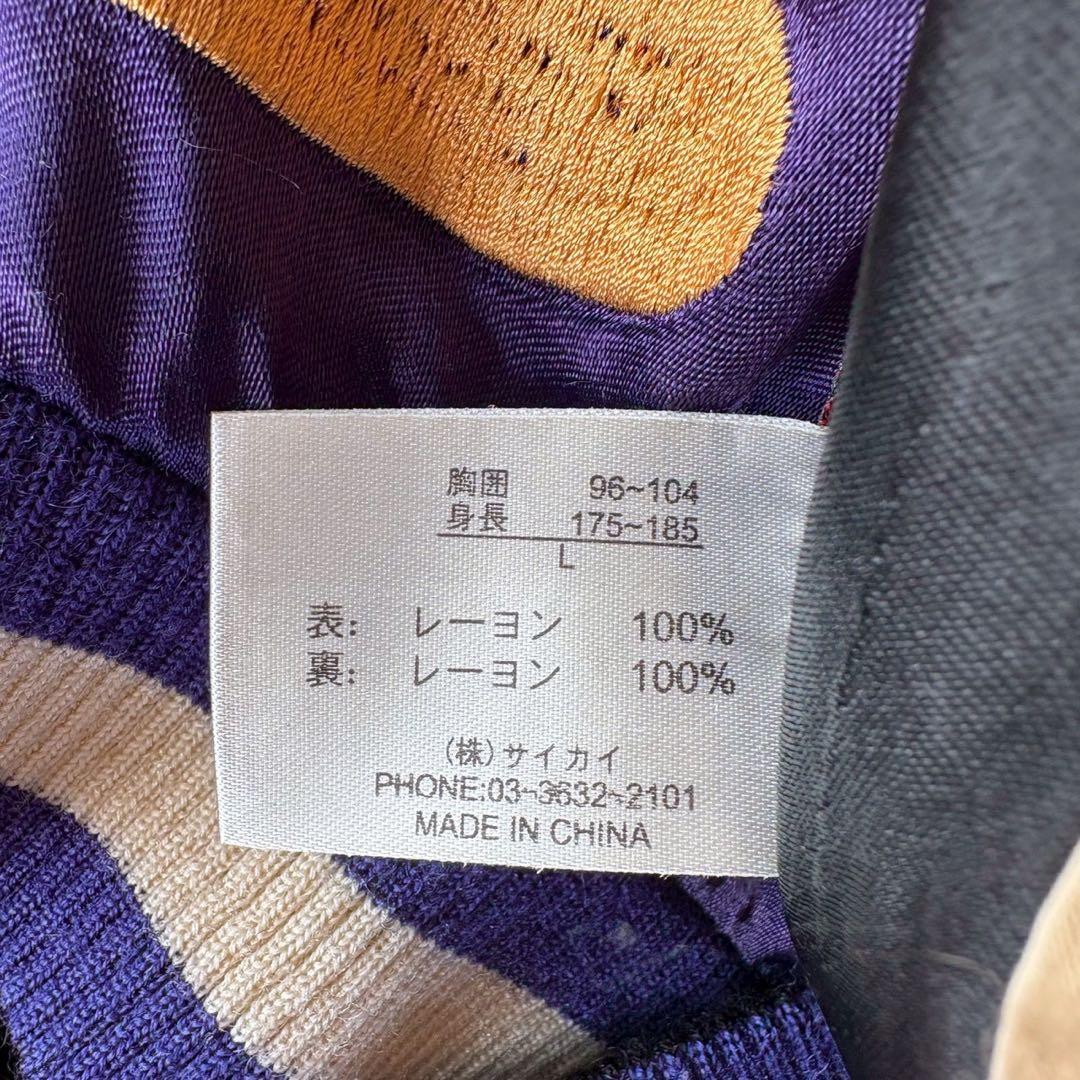 胸囲 96~104
身長 175~185
L
表: レーヨン 100%
裏: レーヨン 100%
(株)サイカイ
PHONE:03-3632-2101
MADE IN CHINA